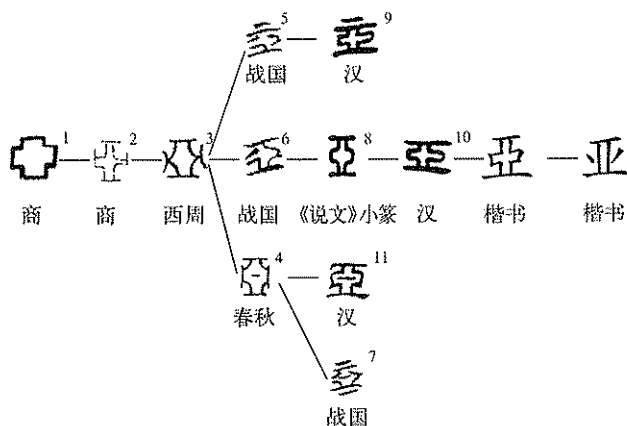 5 9
战国 汉
1 2 3 6 8 10
亞 亚
商 商 西周 战国 《说文》小篆 汉 楷书 楷书
4 11
春秋 汉
7
战国